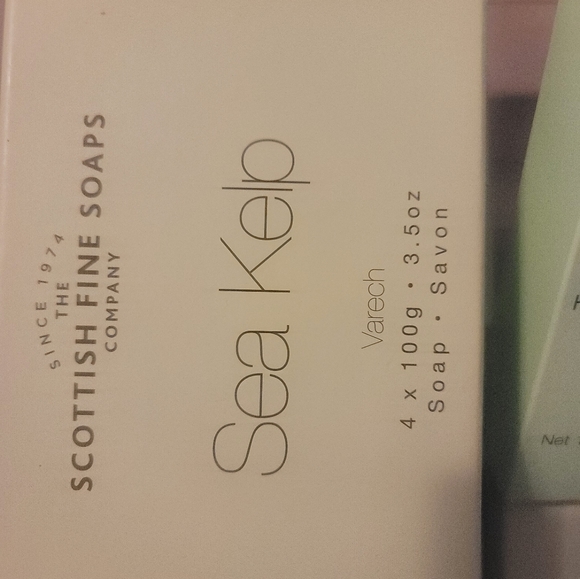 SINCE 1974
THE
SCOTTISH FINE SOAPS
COMPANY
Sea Kelp
Varech
4 x 100g • 3.5oz
Soap • Savon
Net